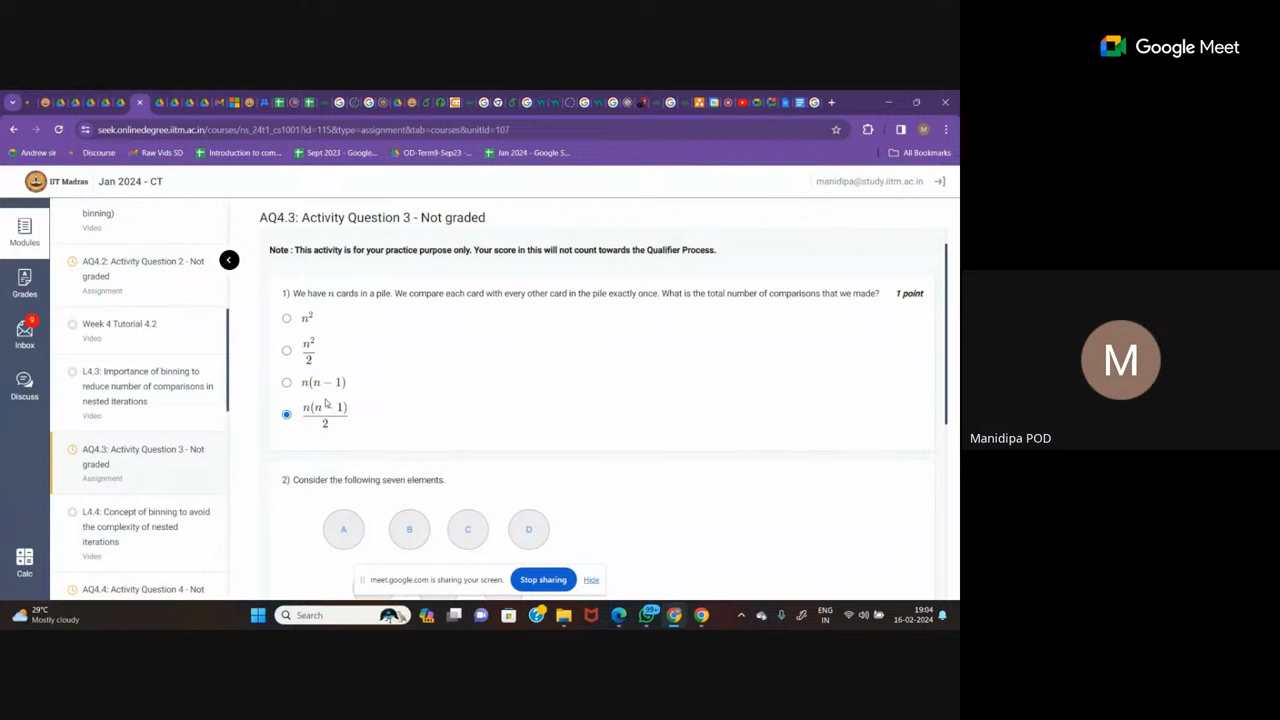 Google Meet
seek.onlinedegree.iitm.ac.in/courses/ns_24t1_cs1001?id=115&type=assignment&tab=courses&unitId=107
Andrew sir
Discourse
Raw Vids SD
Introduction to com...
Sept 2023 - Google...
OD-Term9-Sep23 -...
Jan 2024 - Google S...
All Bookmarks
IIT Madras
Jan 2024 - CT
manidipa@study.iitm.ac.in
Modules
Grades
9
Inbox
Discuss
Calc
binning)
Video
AQ4.2: Activity Question 2 - Not
graded
Assignment
Week 4 Tutorial 4.2
Video
L4.3: Importance of binning to
reduce number of comparisons in
nested iterations
Video
AQ4.3: Activity Question 3 - Not
graded
Assignment
L4.4: Concept of binning to avoid
the complexity of nested
iterations
Video
AQ4.4: Activity Question 4 - Not
AQ4.3: Activity Question 3 - Not graded
Note : This activity is for your practice purpose only. Your score in this will not count towards the Qualifier Process.
1) We have n cards in a pile. We compare each card with every other card in the pile exactly once. What is the total number of comparisons that we made? 1 point
n²
n²/2
n(n − 1)
n(n − 1)/2
2) Consider the following seven elements.
A B C D
meet.google.com is sharing your screen. Stop sharing Hide
M
Manidipa POD
29°C
Mostly cloudy
Search
99+
ENG
IN
19:04
16-02-2024